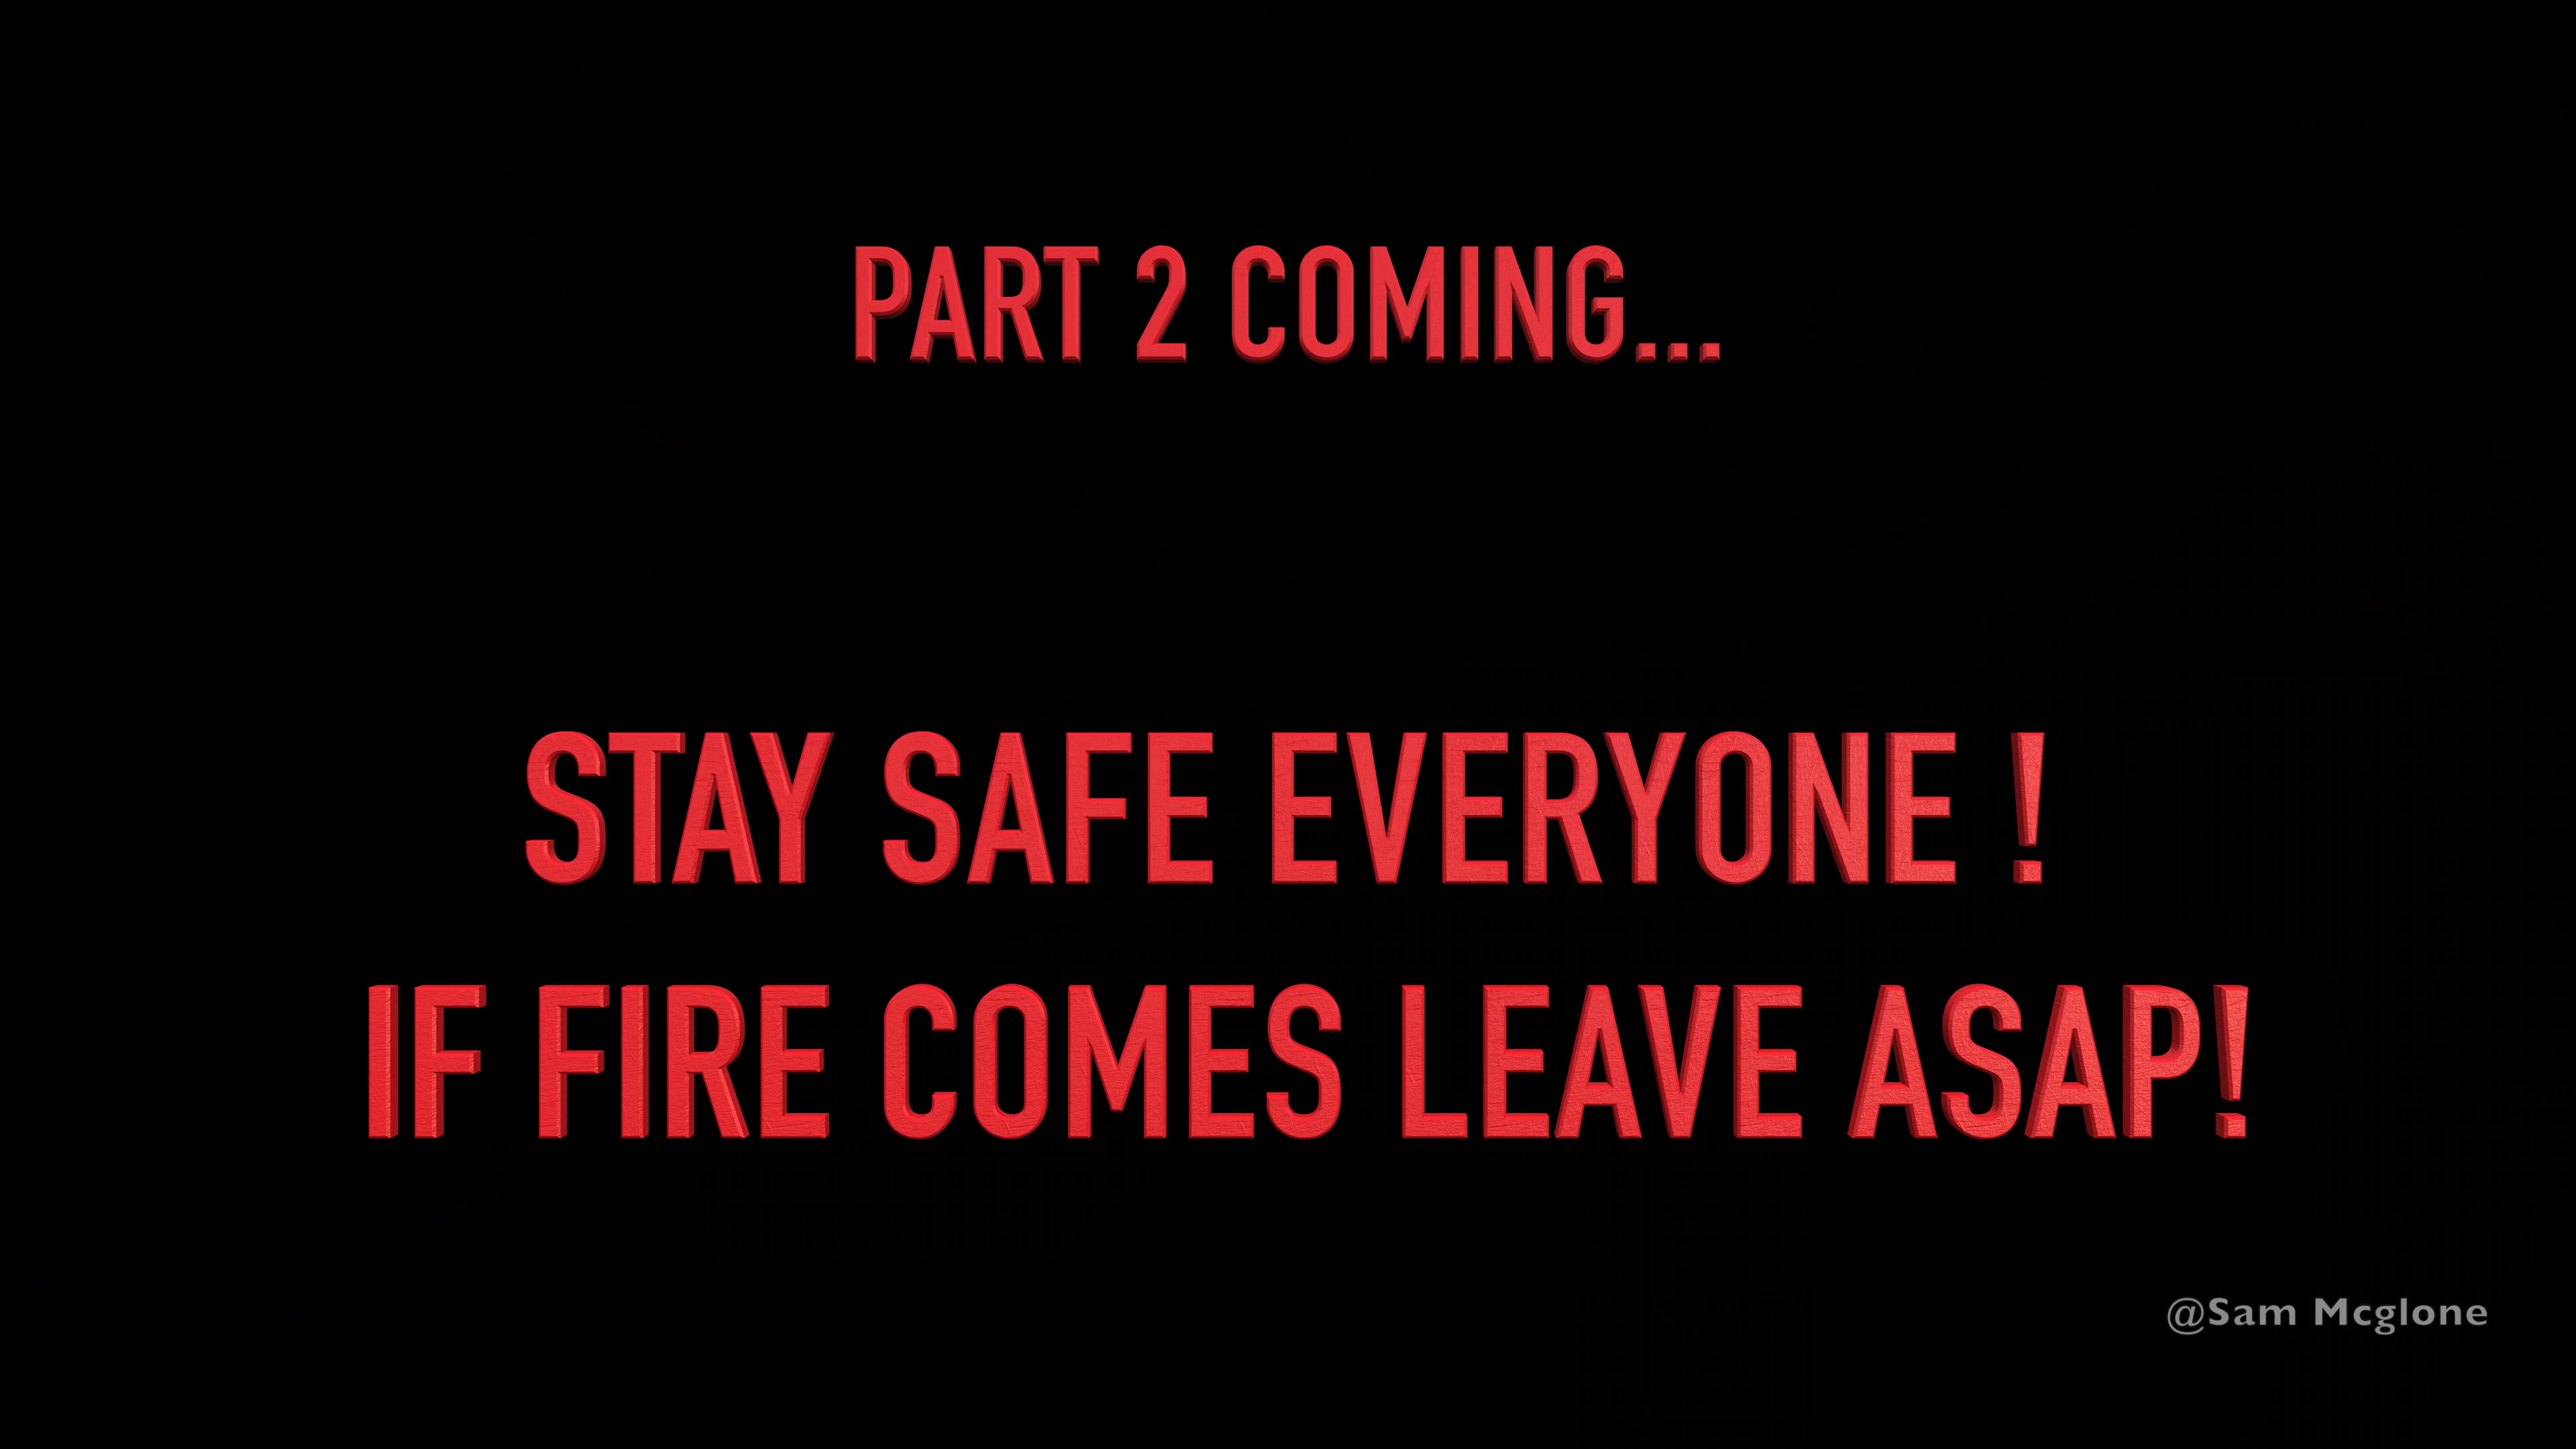 PART 2 COMING...
STAY SAFE EVERYONE !
IF FIRE COMES LEAVE ASAP!
@Sam Mcglone